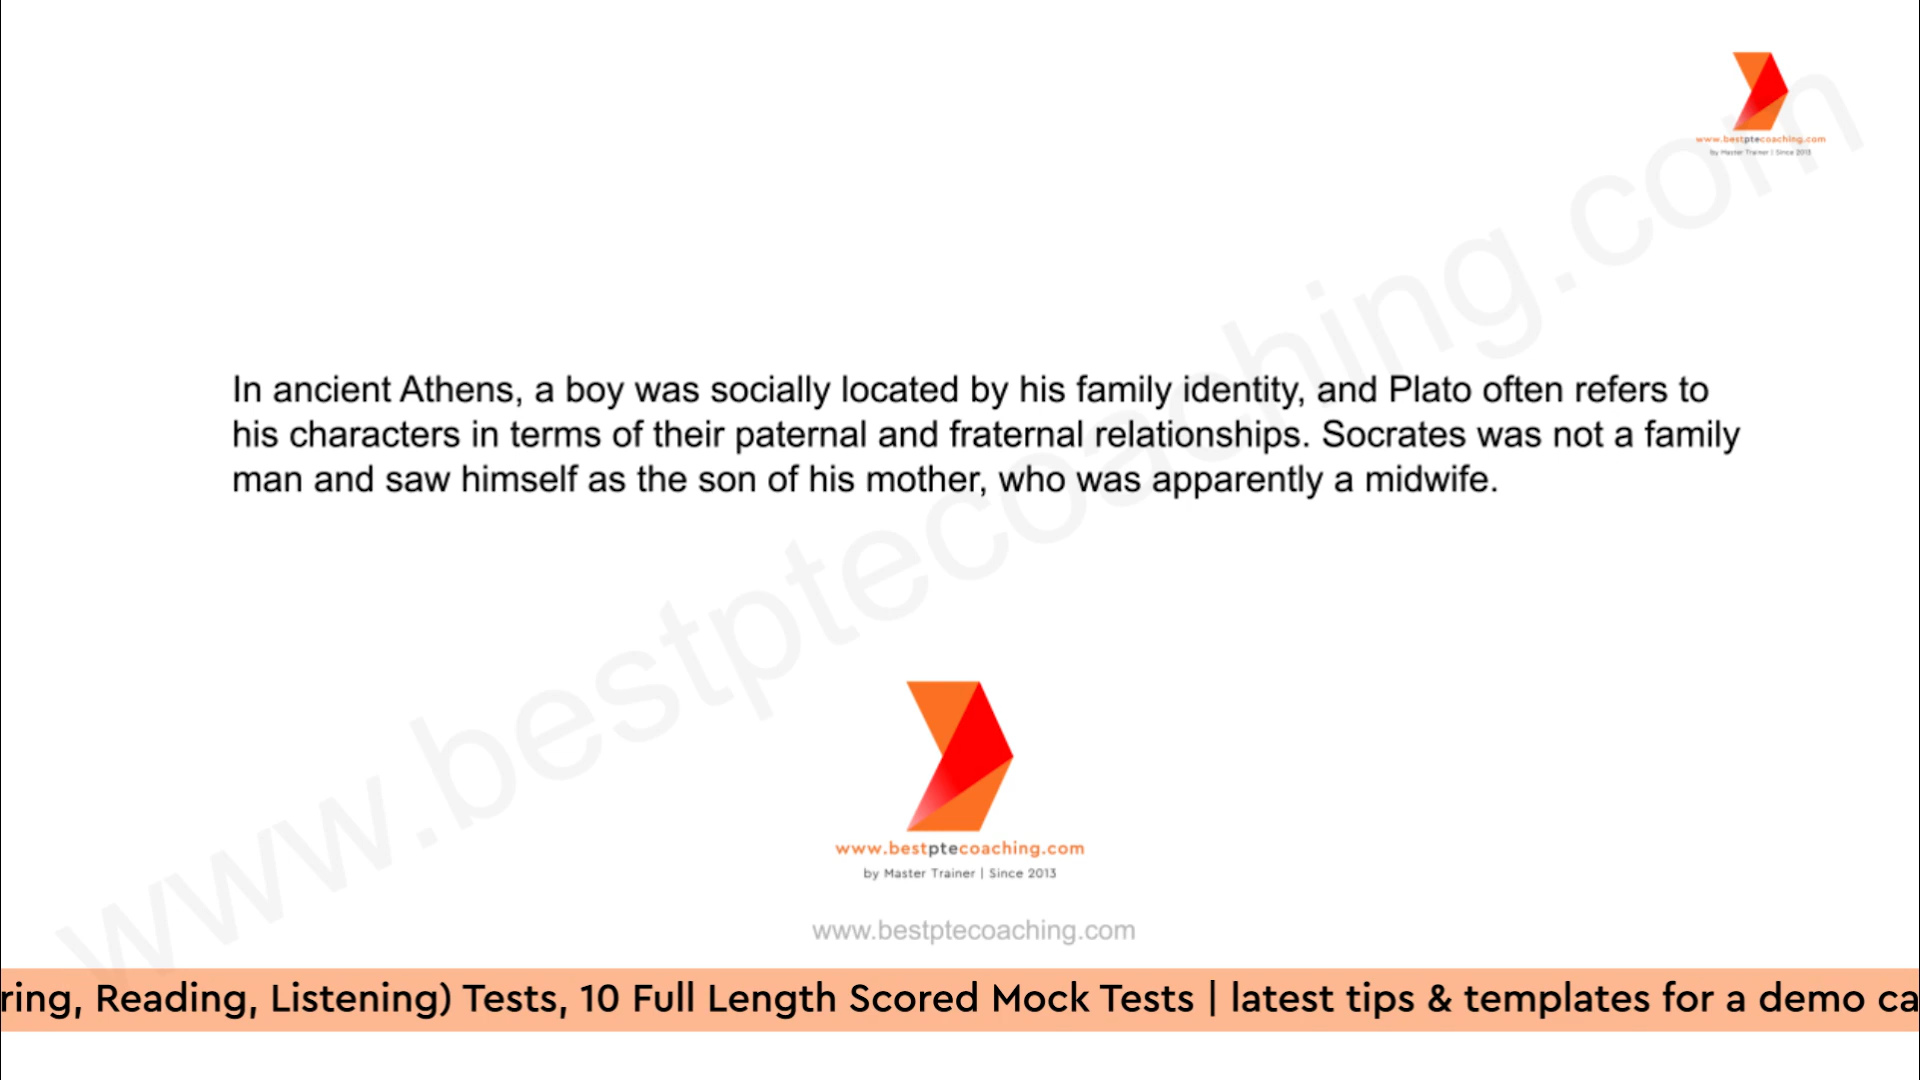 www.bestptecoaching.com
by Master Trainer | Since 2013
In ancient Athens, a boy was socially located by his family identity, and Plato often refers to
his characters in terms of their paternal and fraternal relationships. Socrates was not a family
man and saw himself as the son of his mother, who was apparently a midwife.
www.bestptecoaching.com
www.bestptecoaching.com
by Master Trainer | Since 2013
www.bestptecoaching.com
ring, Reading, Listening) Tests, 10 Full Length Scored Mock Tests | latest tips & templates for a demo ca